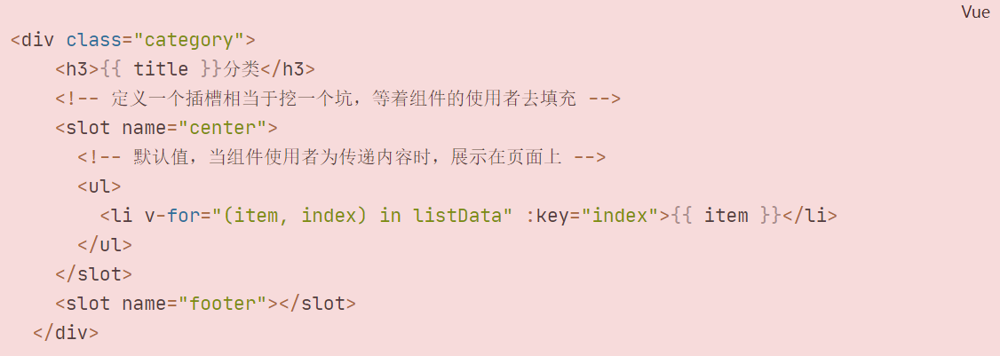 Vue
<div class="category">
    <h3>{{ title }}分类</h3>
    <!-- 定义一个插槽相当于挖一个坑，等着组件的使用者去填充 -->
    <slot name="center">
      <!-- 默认值，当组件使用者为传递内容时，展示在页面上 -->
      <ul>
        <li v-for="(item, index) in listData" :key="index">{{ item }}</li>
      </ul>
    </slot>
    <slot name="footer"></slot>
  </div>